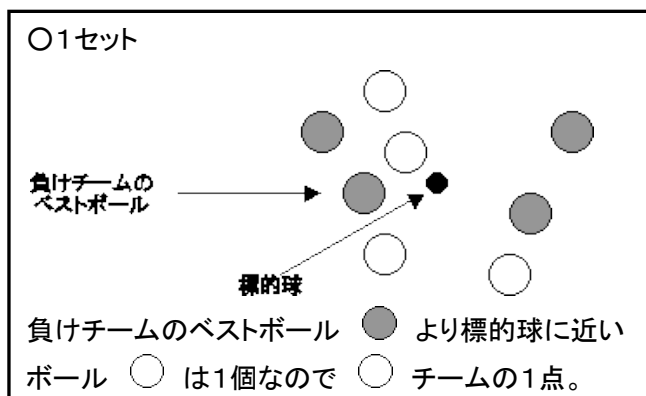 ○1セット
負けチームの
ベストボール
標的球
負けチームのベストボール より標的球に近い
ボール は1個なので チームの1点。